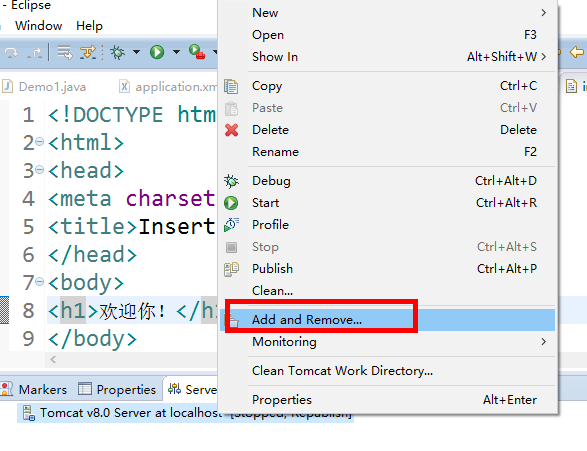 - Eclipse
Window Help
Demo1.java application.xm
1 <!DOCTYPE htm
2 <html>
3 <head>
4 <meta charset
5 <title>Insert
6 </head>
7 <body>
8 <h1>欢迎你！</h
9 </body>
New
Open F3
Show In Alt+Shift+W
Copy Ctrl+C
Paste Ctrl+V
Delete Delete
Rename F2
Debug Ctrl+Alt+D
Start Ctrl+Alt+R
Profile
Stop Ctrl+Alt+S
Publish Ctrl+Alt+P
Clean...
Add and Remove...
Monitoring
Clean Tomcat Work Directory...
Properties Alt+Enter
Markers Properties Serve
Tomcat v8.0 Server at localhost [Stopped, Republish]